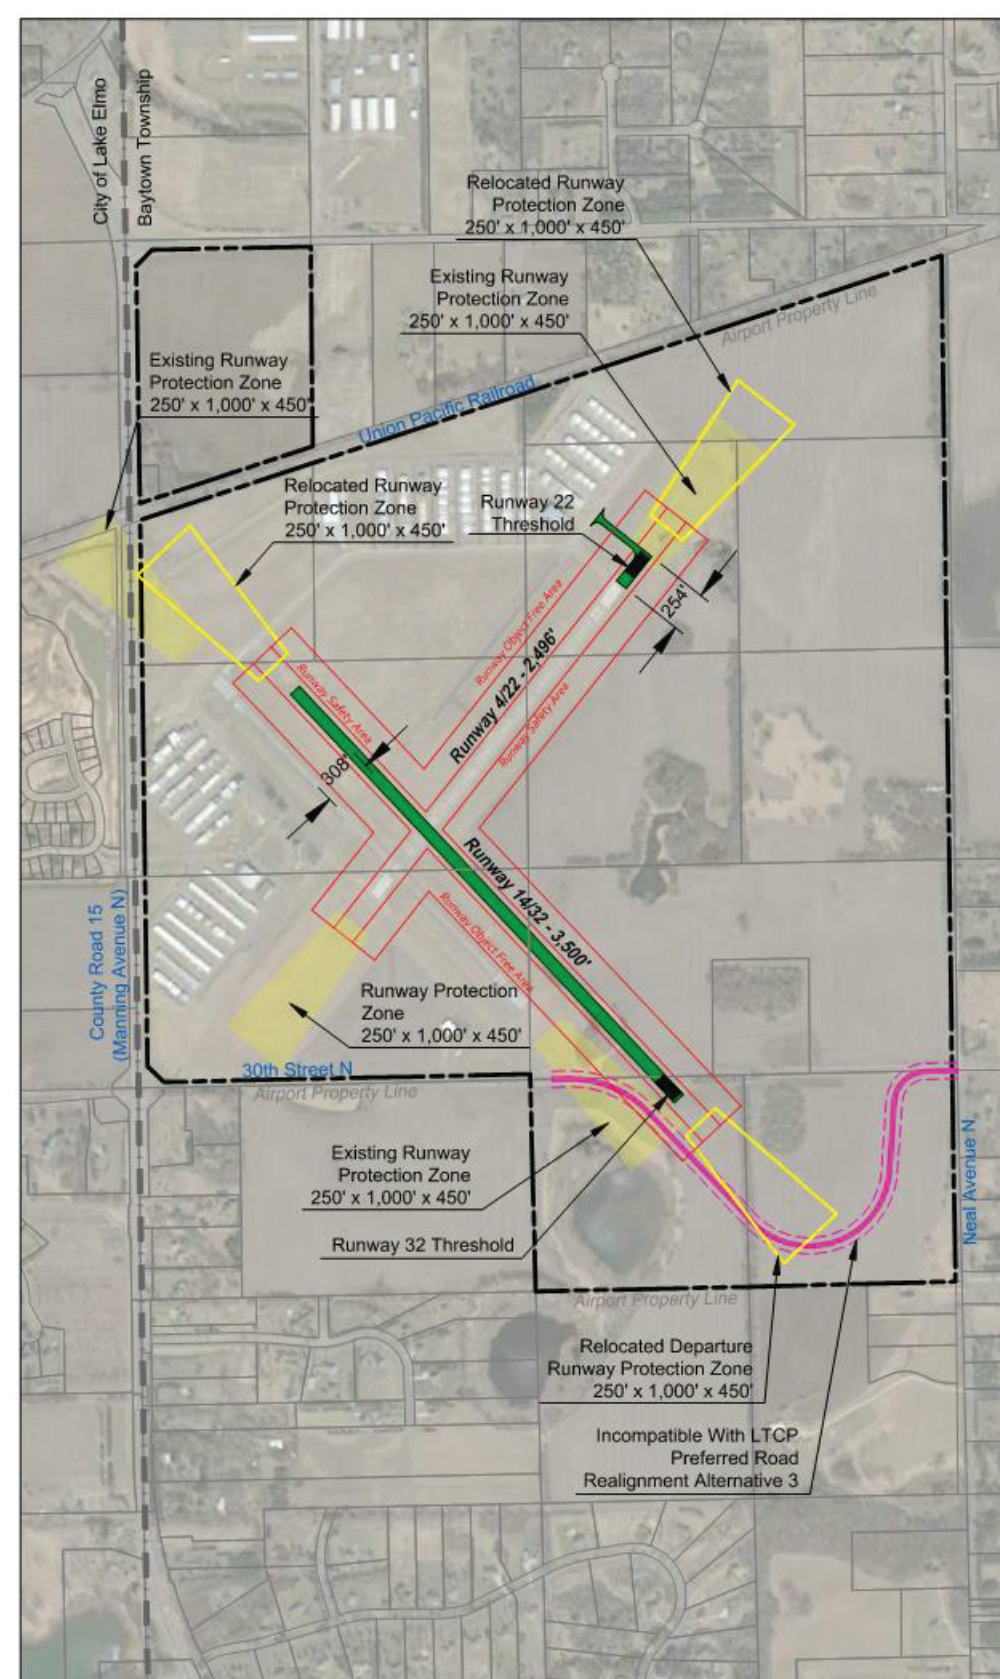 City of Lake Elmo
Baytown Township
Relocated Runway
Protection Zone
250' x 1,000' x 450'
Existing Runway
Protection Zone
250' x 1,000' x 450'
Airport Property Line
Existing Runway
Protection Zone
250' x 1,000' x 450'
Union Pacific Railroad
Relocated Runway
Protection Zone
250' x 1,000' x 450'
Runway 22
Threshold
254'
Runway Object Free Area
Runway 4/22 - 2,496'
Runway Safety Area
Runway Safety Area
308'
Runway 14/32 - 3,500'
Runway Object Free Area
County Road 15
(Manning Avenue N)
Runway Protection
Zone
250' x 1,000' x 450'
30th Street N
Airport Property Line
Existing Runway
Protection Zone
250' x 1,000' x 450'
Runway 32 Threshold
Neal Avenue N
Airport Property Line
Relocated Departure
Runway Protection Zone
250' x 1,000' x 450'
Incompatible With LTCP
Preferred Road
Realignment Alternative 3